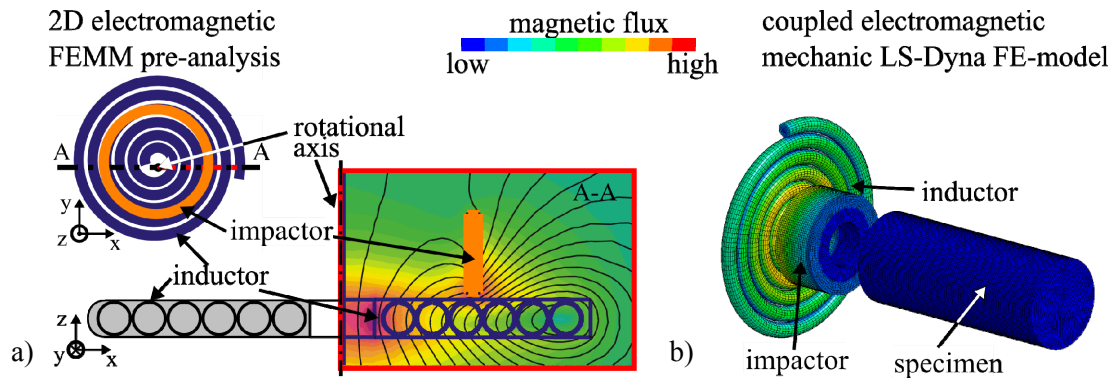 2D electromagnetic
FEMM pre-analysis
magnetic flux
low
high
coupled electromagnetic
mechanic LS-Dyna FE-model
rotational
axis
A
A
A-A
y
z
x
impactor
inductor
z
y
x
a)
inductor
impactor
specimen
b)